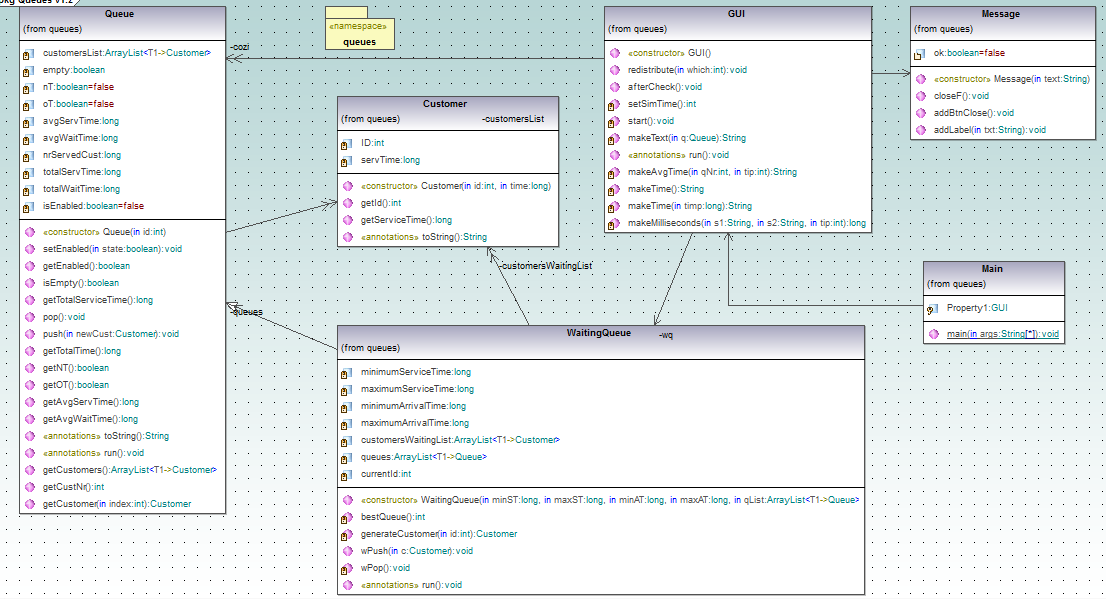 pkg Queues v1.2
Queue
(from queues)
customersList:ArrayList<T1->Customer>
empty:boolean
nT:boolean=false
oT:boolean=false
avgServTime:long
avgWaitTime:long
nrServedCust:long
totalServTime:long
totalWaitTime:long
isEnabled:boolean=false
«constructor» Queue(in id:int)
setEnabled(in state:boolean):void
getEnabled():boolean
isEmpty():boolean
getTotalServiceTime():long
pop():void
push(in newCust:Customer):void
getTotalTime():long
getNT():boolean
getOT():boolean
getAvgServTime():long
getAvgWaitTime():long
«annotations» toString():String
«annotations» run():void
getCustomers():ArrayList<T1->Customer>
getCustNr():int
getCustomer(in index:int):Customer
-cozi
«namespace»
queues
Customer
(from queues)
-customersList
ID:int
servTime:long
«constructor» Customer(in id:int, in time:long)
getId():int
getServiceTime():long
«annotations» toString():String
-customersWaitingList
-queues
GUI
(from queues)
«constructor» GUI()
redistribute(in which:int):void
afterCheck():void
setSimTime():int
start():void
makeText(in q:Queue):String
«annotations» run():void
makeAvgTime(in qNr:int, in tip:int):String
makeTime():String
makeTime(in timp:long):String
makeMilliseconds(in s1:String, in s2:String, in tip:int):long
Message
(from queues)
ok:boolean=false
«constructor» Message(in text:String)
closeF():void
addBtnClose():void
addLabel(in txt:String):void
Main
(from queues)
Property1:GUI
main(in args:String[*]):void
WaitingQueue
-wq
(from queues)
minimumServiceTime:long
maximumServiceTime:long
minimumArrivalTime:long
maximumArrivalTime:long
customersWaitingList:ArrayList<T1->Customer>
queues:ArrayList<T1->Queue>
currentId:int
«constructor» WaitingQueue(in minST:long, in maxST:long, in minAT:long, in maxAT:long, in qList:ArrayList<T1->Queue>
bestQueue():int
generateCustomer(in id:int):Customer
wPush(in c:Customer):void
wPop():void
«annotations» run():void